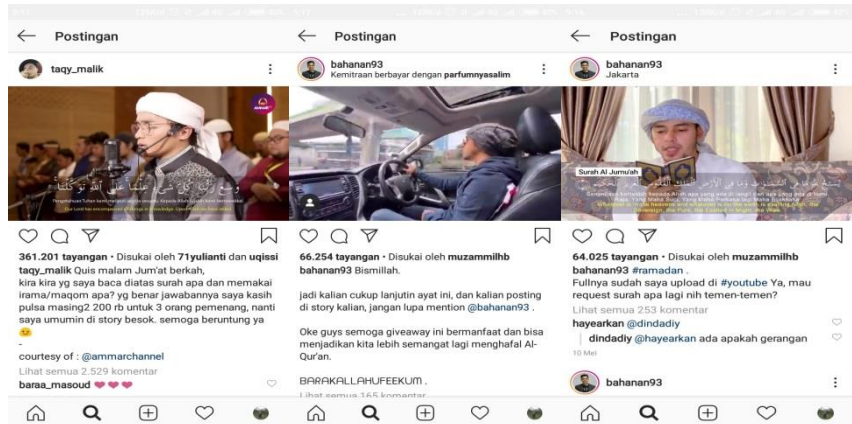 Postingan
taqy_malik
361.201 tayangan • Disukai oleh 71yulianti dan uqissi
taqy_malik Quis malam Jum'at berkah,
kira kira yg saya baca diatas surah apa dan memakai
irama/maqom apa? yg benar jawabannya saya kasih
pulsa masing2 200 rb untuk 3 orang pemenang, nanti
saya umumin di story besok. semoga beruntung ya
😉
-
courtesy of : @ammarchannel
Lihat semua 2.529 komentar
baraa_masoud ❤❤❤❤
Postingan
bahanan93
Kemitraan berbayar dengan parfumnyasalim
66.254 tayangan • Disukai oleh muzammilhb
bahanan93 Bismillah.
jadi kalian cukup lanjutin ayat ini, dan kalian posting
di story kalian, jangan lupa mention @bahanan93 .
Oke guys semoga giveaway ini bermanfaat dan bisa
menjadikan kita lebih semangat lagi menghafal Al-
Qur'an.
BARAKALLAHUFEEKUM .
Lihat semua 165 komentar
Postingan
bahanan93
Jakarta
Surah Al Jumu'ah
64.025 tayangan • Disukai oleh muzammilhb
bahanan93 #ramadan .
Fullnya sudah saya upload di #youtube Ya, mau
request surah apa lagi nih temen-temen?
Lihat semua 253 komentar
hayearkan @dindadiy
dindadiy @hayearkan ada apakah gerangan
10 Mei
bahanan93